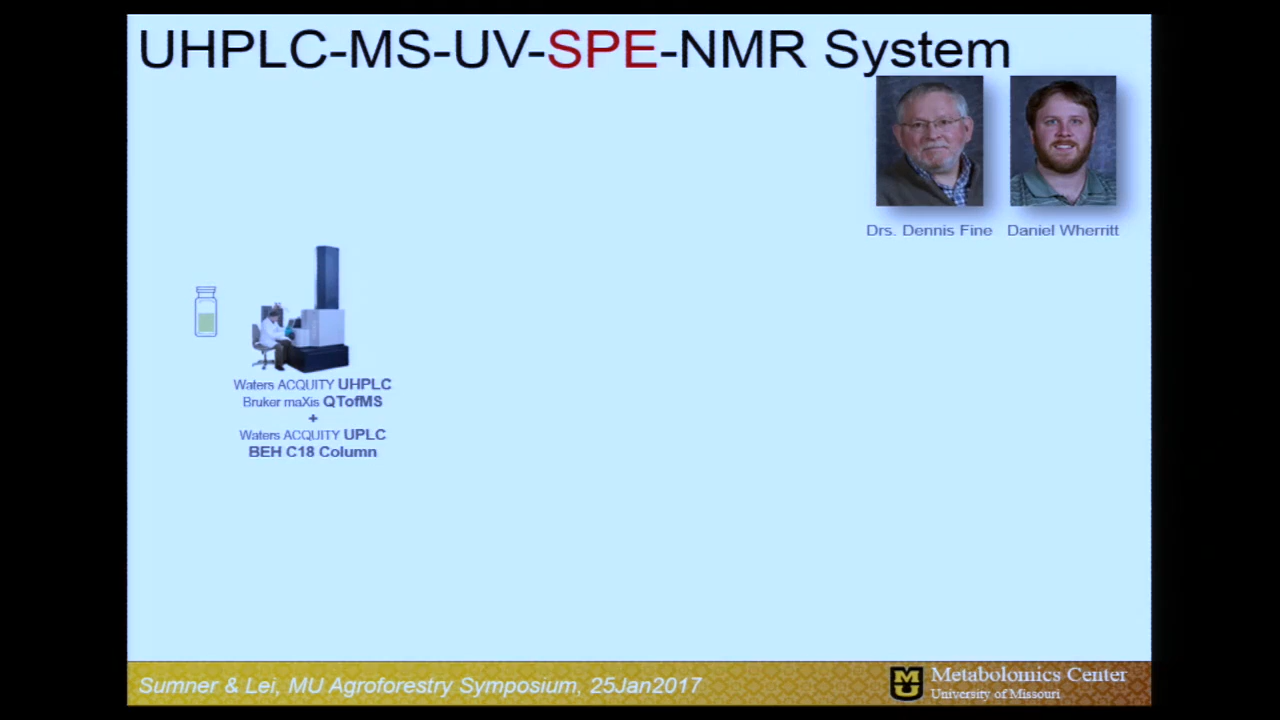 UHPLC-MS-UV-SPE-NMR System
Drs. Dennis Fine Daniel Wherritt
Waters ACQUITY UHPLC
Bruker maXis QTofMS
+
Waters ACQUITY UPLC
BEH C18 Column
Sumner & Lei, MU Agroforestry Symposium, 25Jan2017
MU
Metabolomics Center
University of Missouri